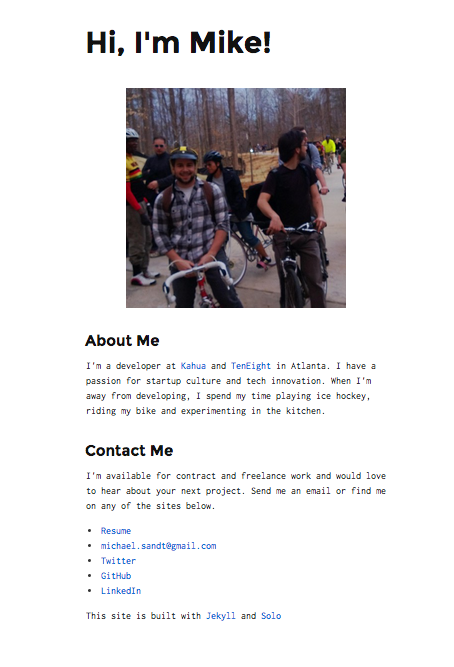 Hi, I'm Mike!
About Me
I'm a developer at Kahua and TenEight in Atlanta. I have a
passion for startup culture and tech innovation. When I'm
away from developing, I spend my time playing ice hockey,
riding my bike and experimenting in the kitchen.
Contact Me
I'm available for contract and freelance work and would love
to hear about your next project. Send me an email or find me
on any of the sites below.
• Resume
• michael.sandt@gmail.com
• Twitter
• GitHub
• LinkedIn
This site is built with Jekyll and Solo